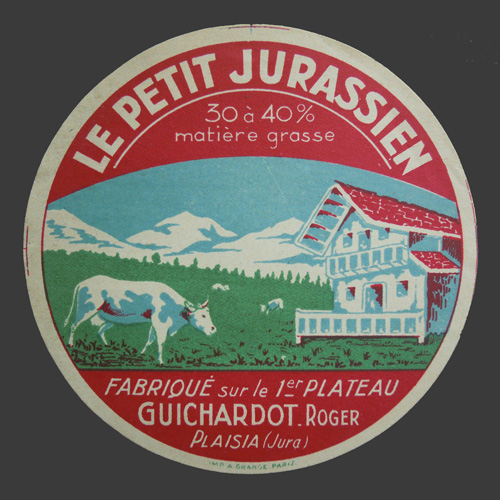 LE PETIT JURASSIEN
30 à 40%
matière grasse
FABRIQUÉ sur le 1er PLATEAU
GUICHARDOT. ROGER
PLAISIA (Jura)
IMP. A. GRANGE. PARIS.